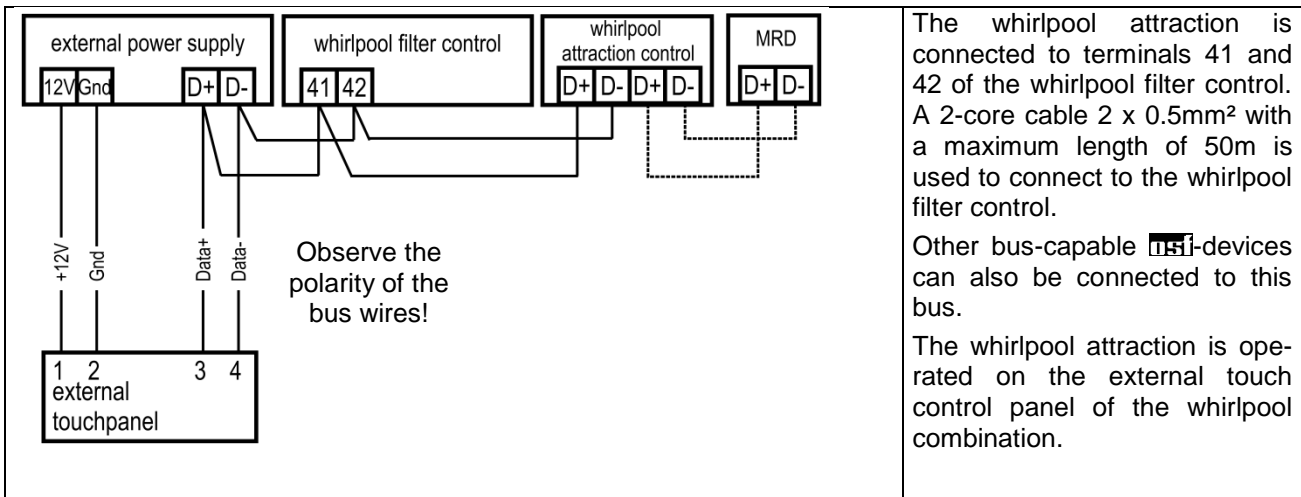 external power supply
12V Gnd D+ D-
whirlpool filter control
41 42
whirlpool
attraction control
D+ D- D+ D-
MRD
D+ D-
+12V
Gnd
Data+
Data-
Observe the
polarity of the
bus wires!
1 2 3 4
external
touchpanel
The whirlpool attraction is
connected to terminals 41 and
42 of the whirlpool filter control.
A 2-core cable 2 x 0.5mm² with
a maximum length of 50m is
used to connect to the whirlpool
filter control.
Other bus-capable osf-devices
can also be connected to this
bus.
The whirlpool attraction is ope-
rated on the external touch
control panel of the whirlpool
combination.